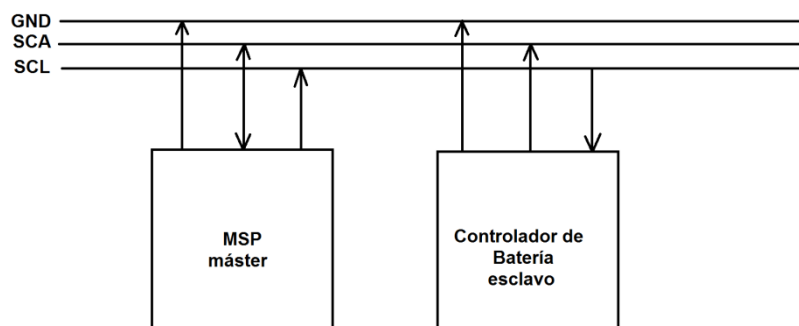 GND
SCA
SCL
MSP
máster
Controlador de
Batería
esclavo